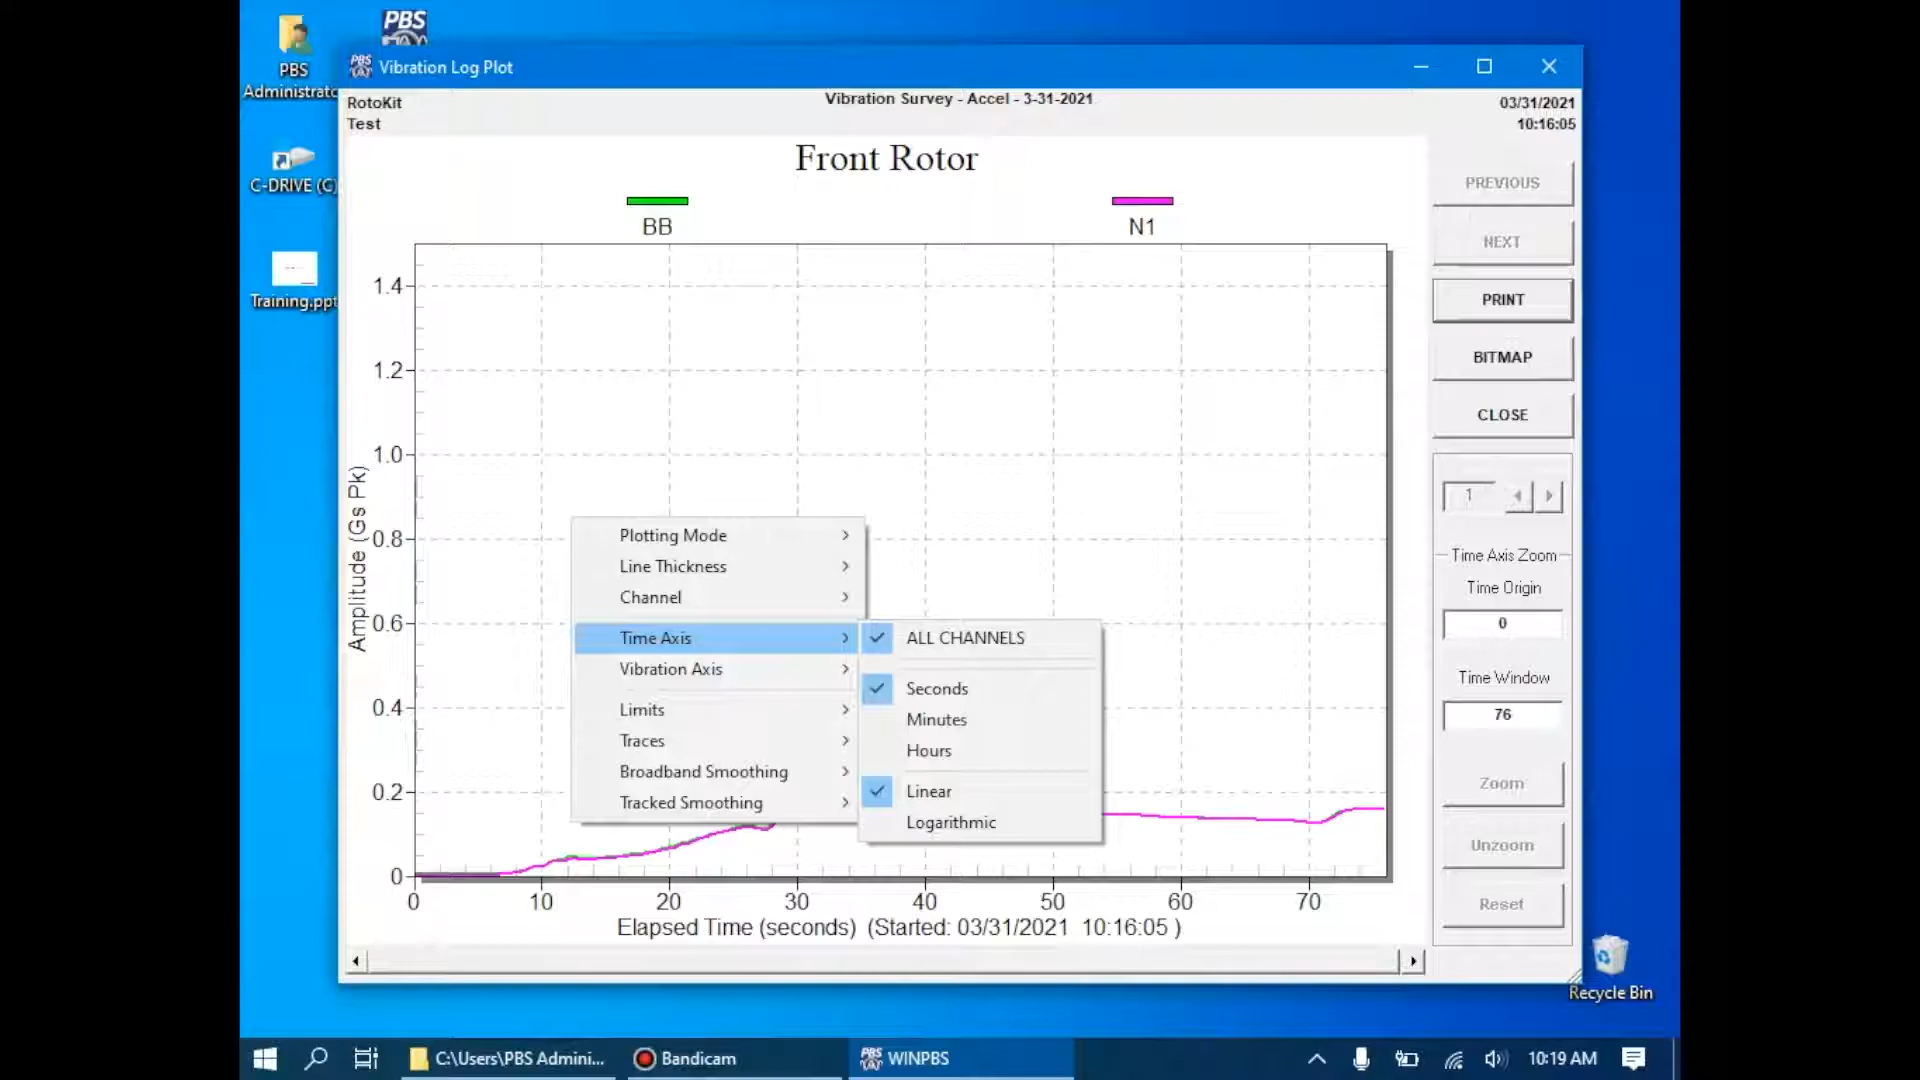 PBS
PBS
Administratc
C-DRIVE (C)
Training.ppt
PBS
Vibration Log Plot
RotoKit
Test
Vibration Survey - Accel - 3-31-2021
03/31/2021
10:16:05
Front Rotor
BB
N1
1.4
1.2
1.0
0.8
0.6
0.4
0.2
0
Amplitude (Gs Pk)
0 10 20 30 40 50 60 70
Elapsed Time (seconds) (Started: 03/31/2021 10:16:05 )
Plotting Mode
Line Thickness
Channel
Time Axis
Vibration Axis
Limits
Traces
Broadband Smoothing
Tracked Smoothing
ALL CHANNELS
Seconds
Minutes
Hours
Linear
Logarithmic
PREVIOUS
NEXT
PRINT
BITMAP
CLOSE
1
Time Axis Zoom
Time Origin
0
Time Window
76
Zoom
Unzoom
Reset
Recycle Bin
C:\Users\PBS Admini...
Bandicam
PBS
WINPBS
10:19 AM